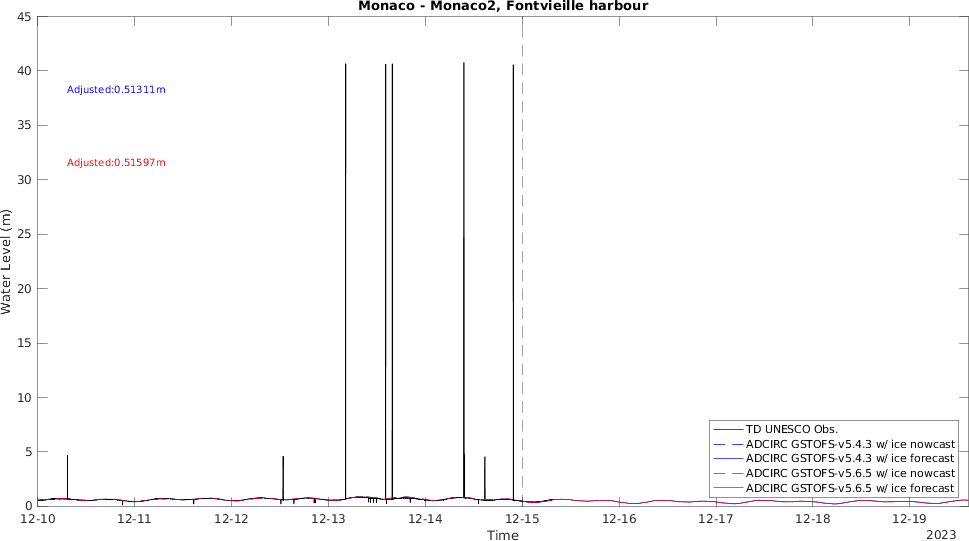 Monaco - Monaco2, Fontvieille harbour
45
40
35
30
25
20
15
10
5
0
Water Level (m)
Adjusted:0.51311m
Adjusted:0.51597m
TD UNESCO Obs.
ADCIRC GSTOFS-v5.4.3 w/ ice nowcast
ADCIRC GSTOFS-v5.4.3 w/ ice forecast
ADCIRC GSTOFS-v5.6.5 w/ ice nowcast
ADCIRC GSTOFS-v5.6.5 w/ ice forecast
12-10 12-11 12-12 12-13 12-14 12-15 12-16 12-17 12-18 12-19
Time
2023